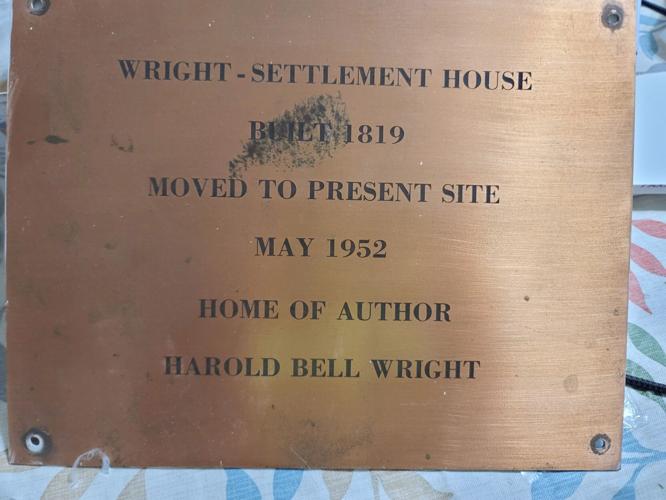 WRIGHT-SETTLEMENT HOUSE
BUILT 1819
MOVED TO PRESENT SITE
MAY 1952
HOME OF AUTHOR
HAROLD BELL WRIGHT